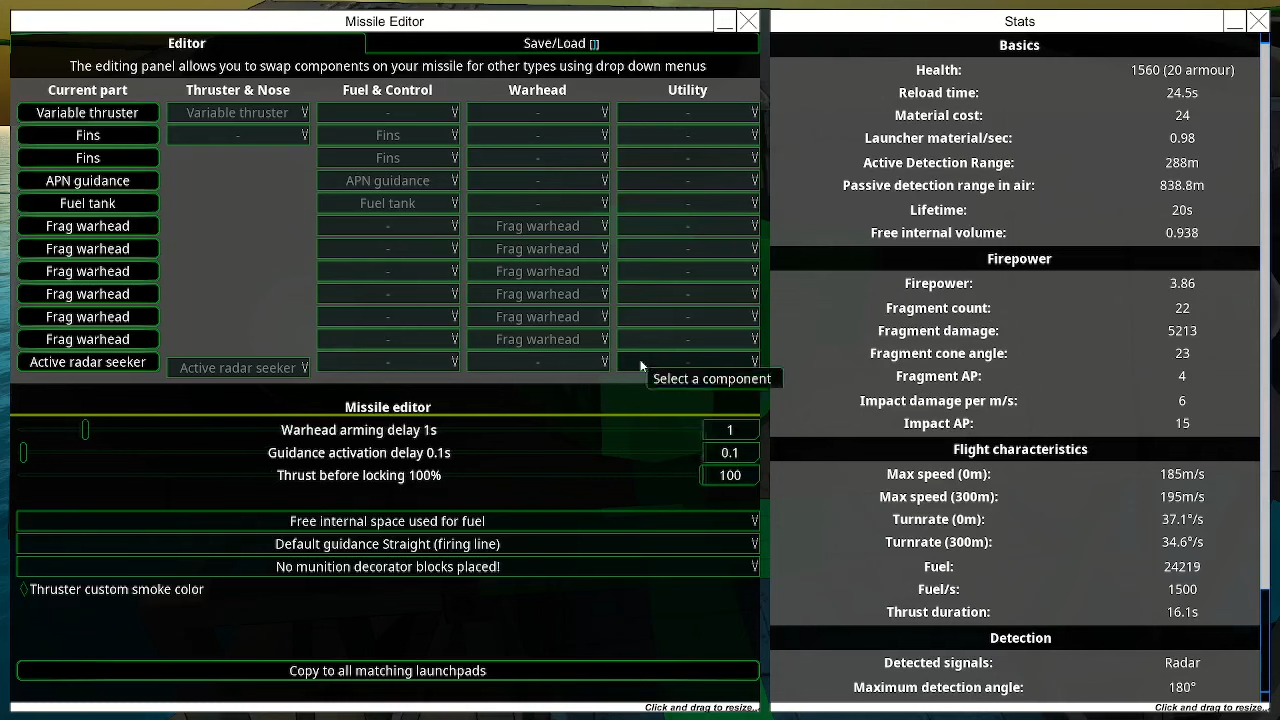 Missile Editor
Editor
Save/Load []
The editing panel allows you to swap components on your missile for other types using drop down menus
Current part Thruster & Nose Fuel & Control Warhead Utility
Variable thruster Variable thruster V - V - V - V
Fins - V Fins - V - V
Fins Fins - V - V
APN guidance APN guidance V - V - V
Fuel tank Fuel tank V - V - V
Frag warhead - V Frag warhead V - V
Frag warhead - V Frag warhead V - V
Frag warhead - V Frag warhead V - V
Frag warhead - V Frag warhead V - V
Frag warhead - V Frag warhead V - V
Frag warhead - V Frag warhead V - V
Active radar seeker Active radar seeker V - V - V - V
Select a component
Missile editor
Warhead arming delay 1s 1
Guidance activation delay 0.1s 0.1
Thrust before locking 100% 100
Free internal space used for fuel V
Default guidance Straight (firing line) V
No munition decorator blocks placed! V
Thruster custom smoke color
Copy to all matching launchpads
Click and drag to resize..
Stats
Basics
Health: 1560 (20 armour)
Reload time: 24.5s
Material cost: 24
Launcher material/sec: 0.98
Active Detection Range: 288m
Passive detection range in air: 838.8m
Lifetime: 20s
Free internal volume: 0.938
Firepower
Firepower: 3.86
Fragment count: 22
Fragment damage: 5213
Fragment cone angle: 23
Fragment AP: 4
Impact damage per m/s: 6
Impact AP: 15
Flight characteristics
Max speed (0m): 185m/s
Max speed (300m): 195m/s
Turnrate (0m): 37.1°/s
Turnrate (300m): 34.6°/s
Fuel: 24219
Fuel/s: 1500
Thrust duration: 16.1s
Detection
Detected signals: Radar
Maximum detection angle: 180°
Click and drag to resize..